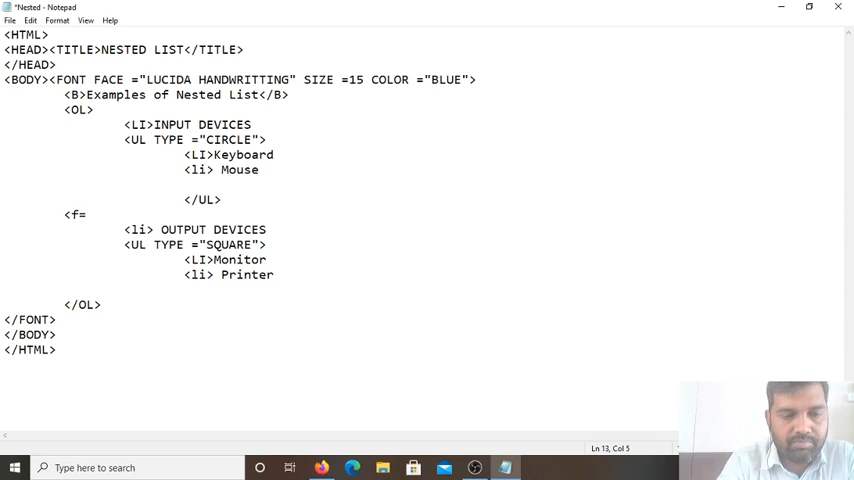 *Nested - Notepad
File Edit Format View Help
<HTML>
<HEAD><TITLE>NESTED LIST</TITLE>
</HEAD>
<BODY><FONT FACE ="LUCIDA HANDWRITTING" SIZE =15 COLOR ="BLUE">
<B>Examples of Nested List</B>
<OL>
<LI>INPUT DEVICES
<UL TYPE ="CIRCLE">
<LI>Keyboard
<li> Mouse
</UL>
<f=
<li> OUTPUT DEVICES
<UL TYPE ="SQUARE">
<LI>Monitor
<li> Printer
</OL>
</FONT>
</BODY>
</HTML>
Ln 13, Col 5
Type here to search